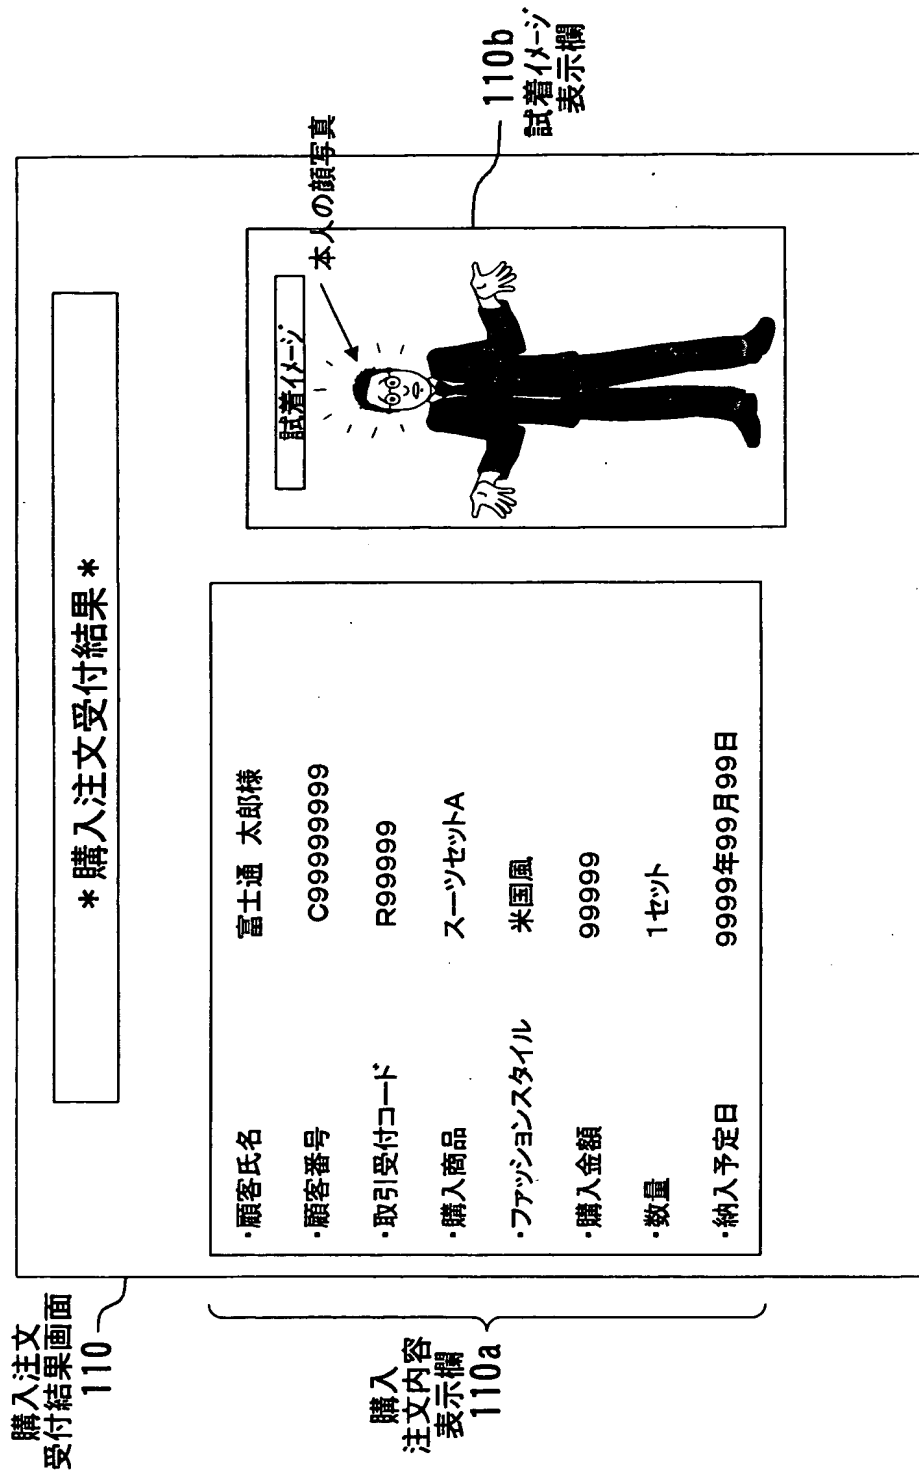 購入注文
受付結果画面
110
*購入注文受付結果*
購入
注文内容
表示欄
110a
・顧客氏名 富士通 太郎様
・顧客番号 C99999999
・取引受付コード R99999
・購入商品 スーツセットA
・ファッションスタイル 米国風
・購入金額 99999
・数量 1セット
・納入予定日 9999年99月99日
試着イメージ
本人の顔写真
110b
試着イメージ
表示欄